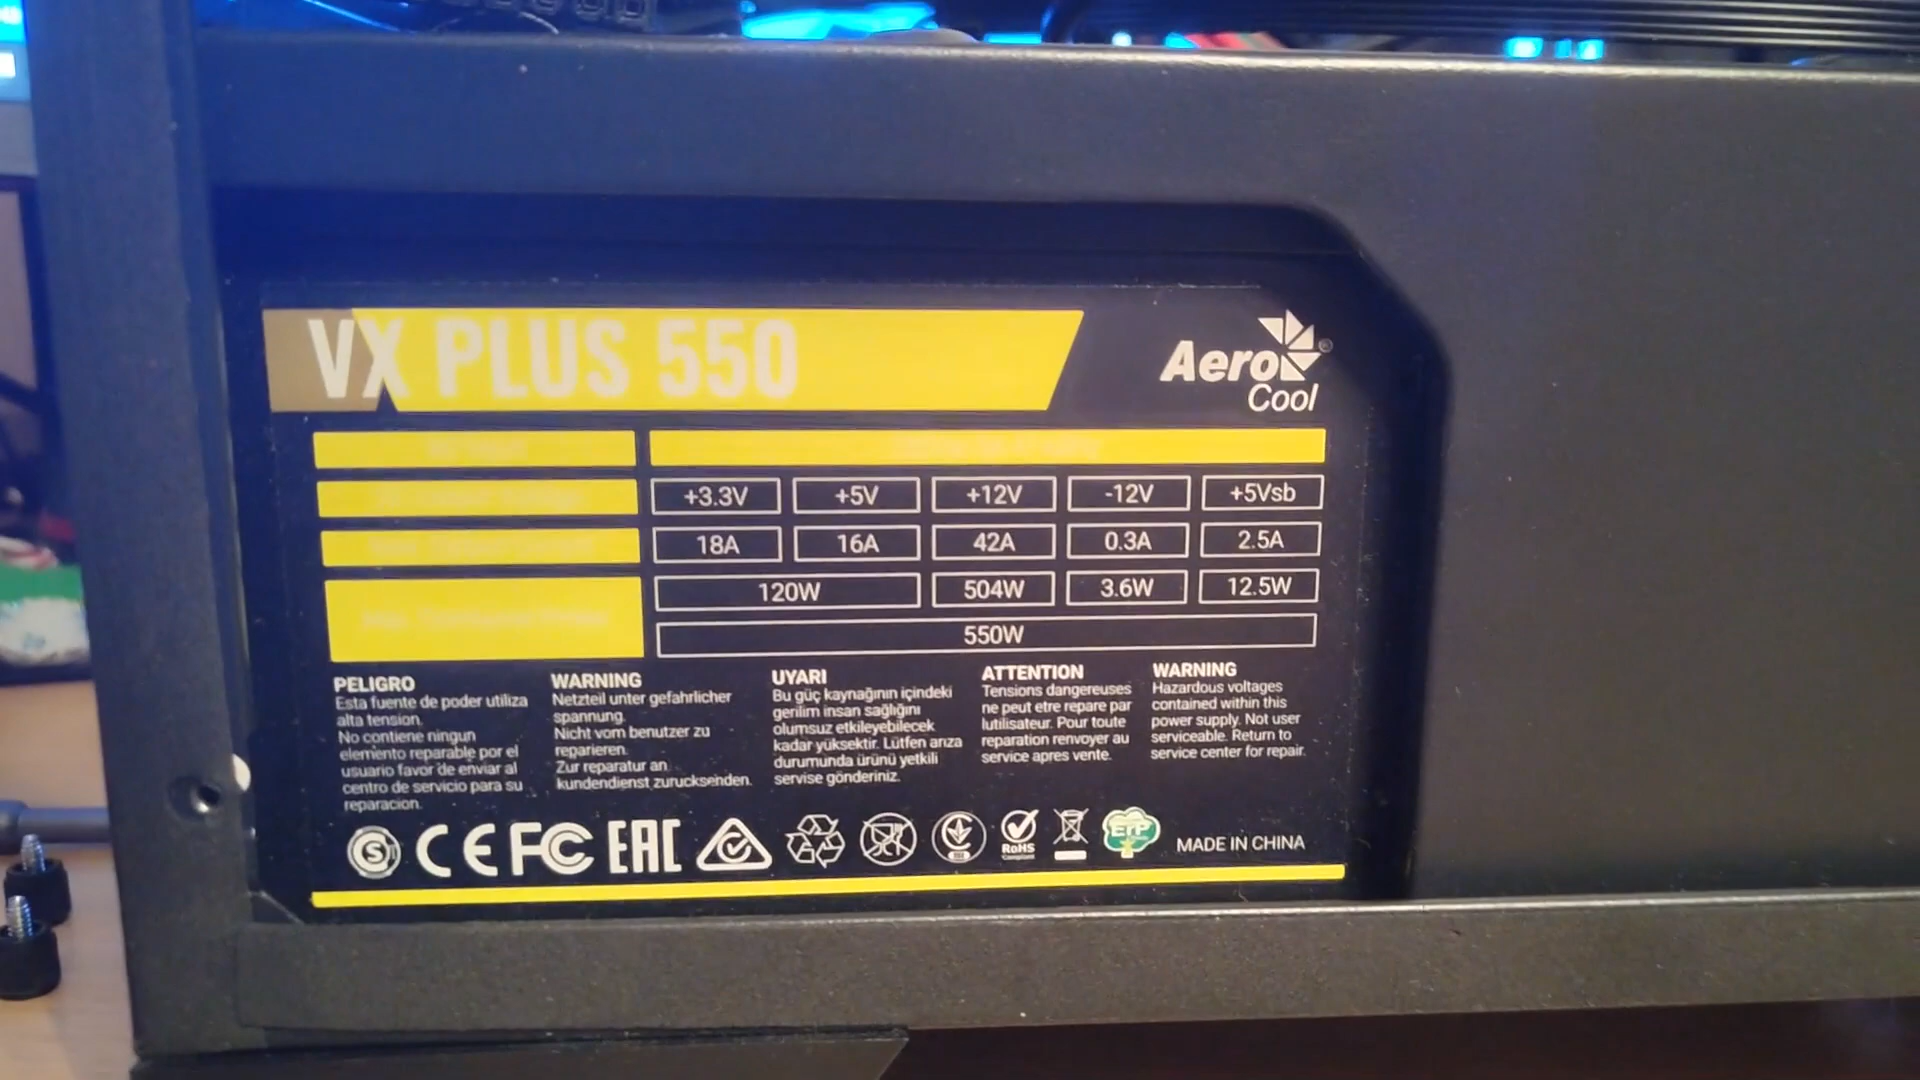 VX PLUS 550
Aero
Cool
+3.3V +5V +12V -12V +5Vsb
18A 16A 42A 0.3A 2.5A
120W 504W 3.6W 12.5W
550W
PELIGRO
Esta fuente de poder utiliza
alta tension.
No contiene ningun
elemento reparable por el
usuario favor de enviar al
centro de servicio para su
reparacion.
WARNING
Netzteil unter gefahrlicher
spannung.
Nicht vom benutzer zu
reparieren.
Zur reparatur an
kundendienst zurucksenden.
UYARI
Bu güç kaynağının içindeki
gerilim insan sağlığını
olumsuz etkileyebilecek
kadar yüksektir. Lütfen arıza
durumunda ürünü yetkili
servise gönderiniz.
ATTENTION
Tensions dangereuses
ne peut etre repare par
lutilisateur. Pour toute
reparation renvoyer au
service apres vente.
WARNING
Hazardous voltages
contained within this
power supply. Not user
serviceable. Return to
service center for repair.
CE FC EAC RoHS ErP MADE IN CHINA